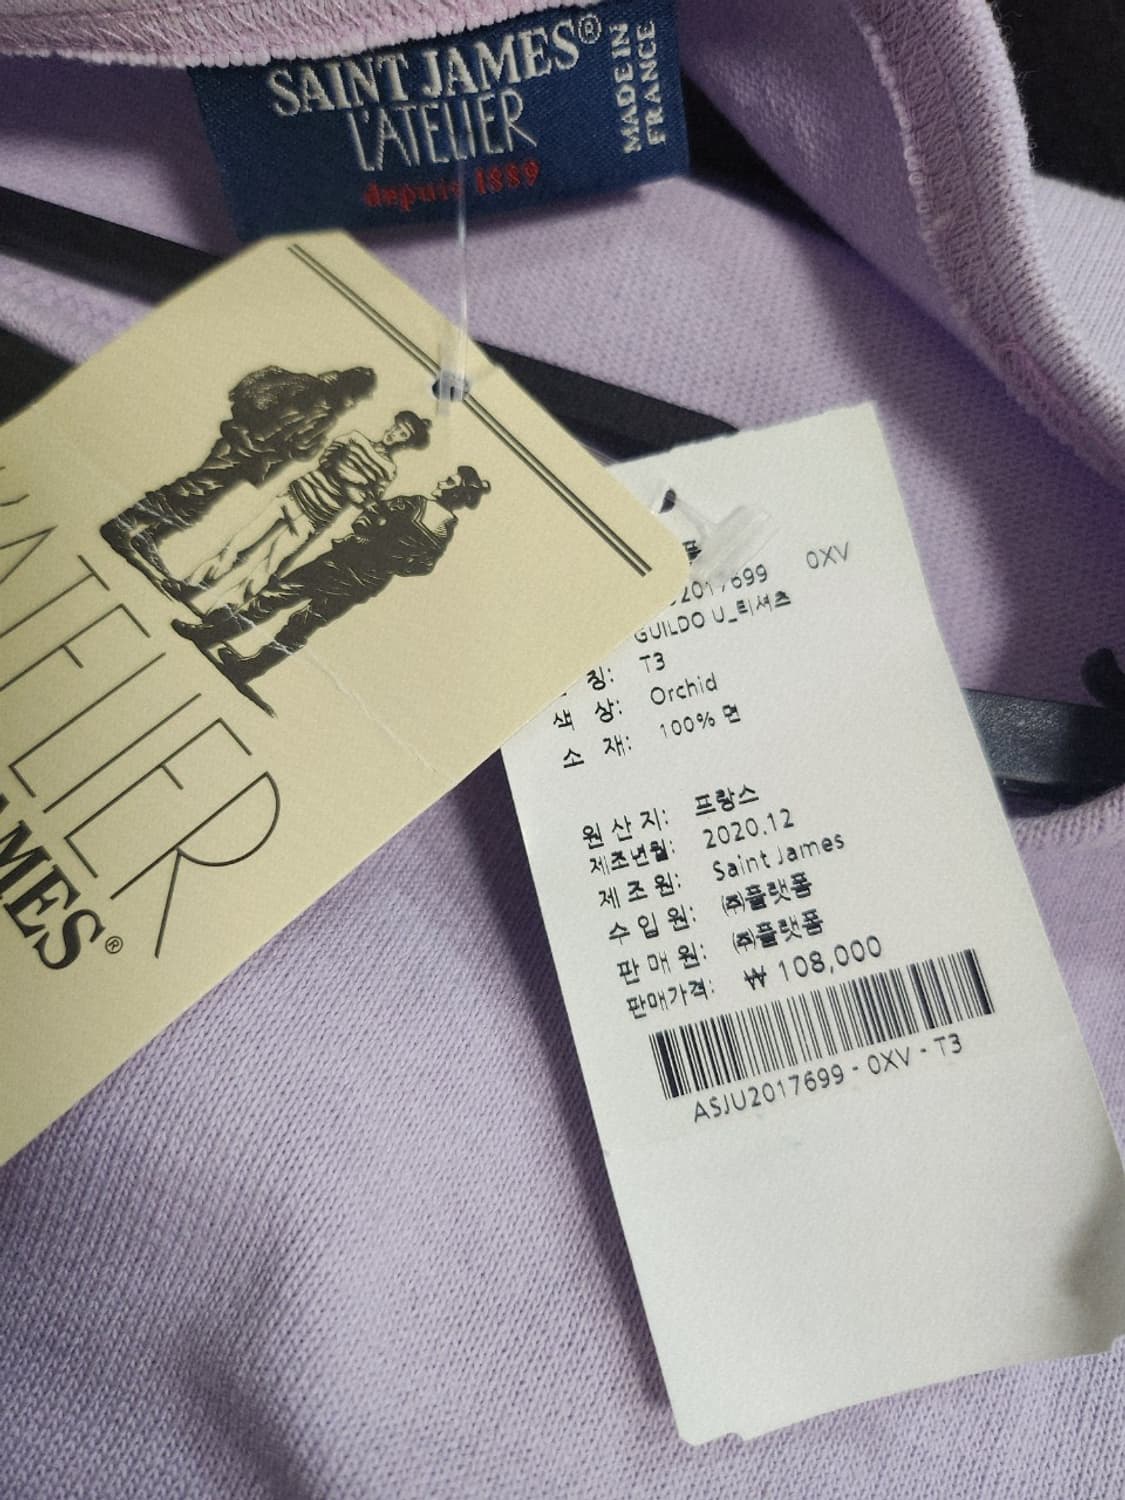 SAINT JAMES®
L'ATELIER
depuis 1889
MADE IN
FRANCE
ATELIER
MES®
2017699 0XV
GUILDO U_티셔츠
징: T3
색 상: Orchid
소 재: 100% 면
원 산 지: 프랑스
제조년월: 2020.12
제 조 원: Saint James
수 입 원: ㈜플랫폼
판 매 원: ㈜플랫폼
판매가격: ₩ 108,000
ASJU2017699 - 0XV - T3